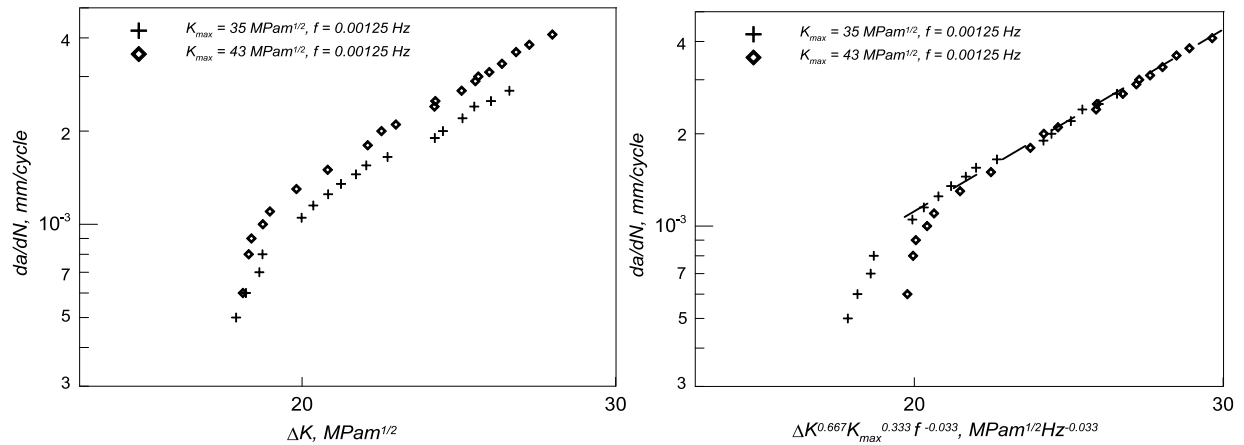 K_max = 35 MPam^1/2, f = 0.00125 Hz
K_max = 43 MPam^1/2, f = 0.00125 Hz
4
2
10^-3
7
5
3
20
30
da/dN, mm/cycle
ΔK, MPam^1/2
K_max = 35 MPam^1/2, f = 0.00125 Hz
K_max = 43 MPam^1/2, f = 0.00125 Hz
4
2
10^-3
7
5
3
20
30
da/dN, mm/cycle
ΔK^0.667 K_max^0.333 f^-0.033, MPam^1/2Hz^-0.033